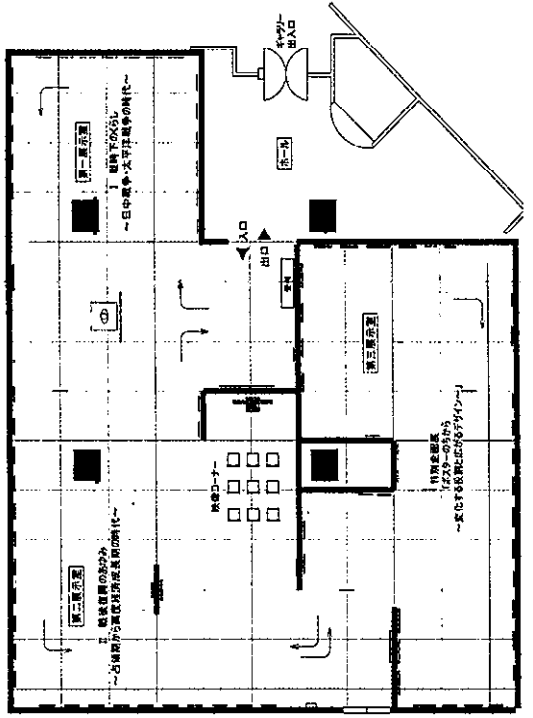 ギャラリー
出入口
ホール
第一展示室
I 戦時下のくらし
～日中戦争・太平洋戦争の時代～
入口
出口
受付
第三展示室
特別企画展
「ポスターのちから
～変化する役割と広がるデザイン～」
映像コーナー
第二展示室
II 戦後復興のあゆみ
～占領期から高度経済成長期の時代～